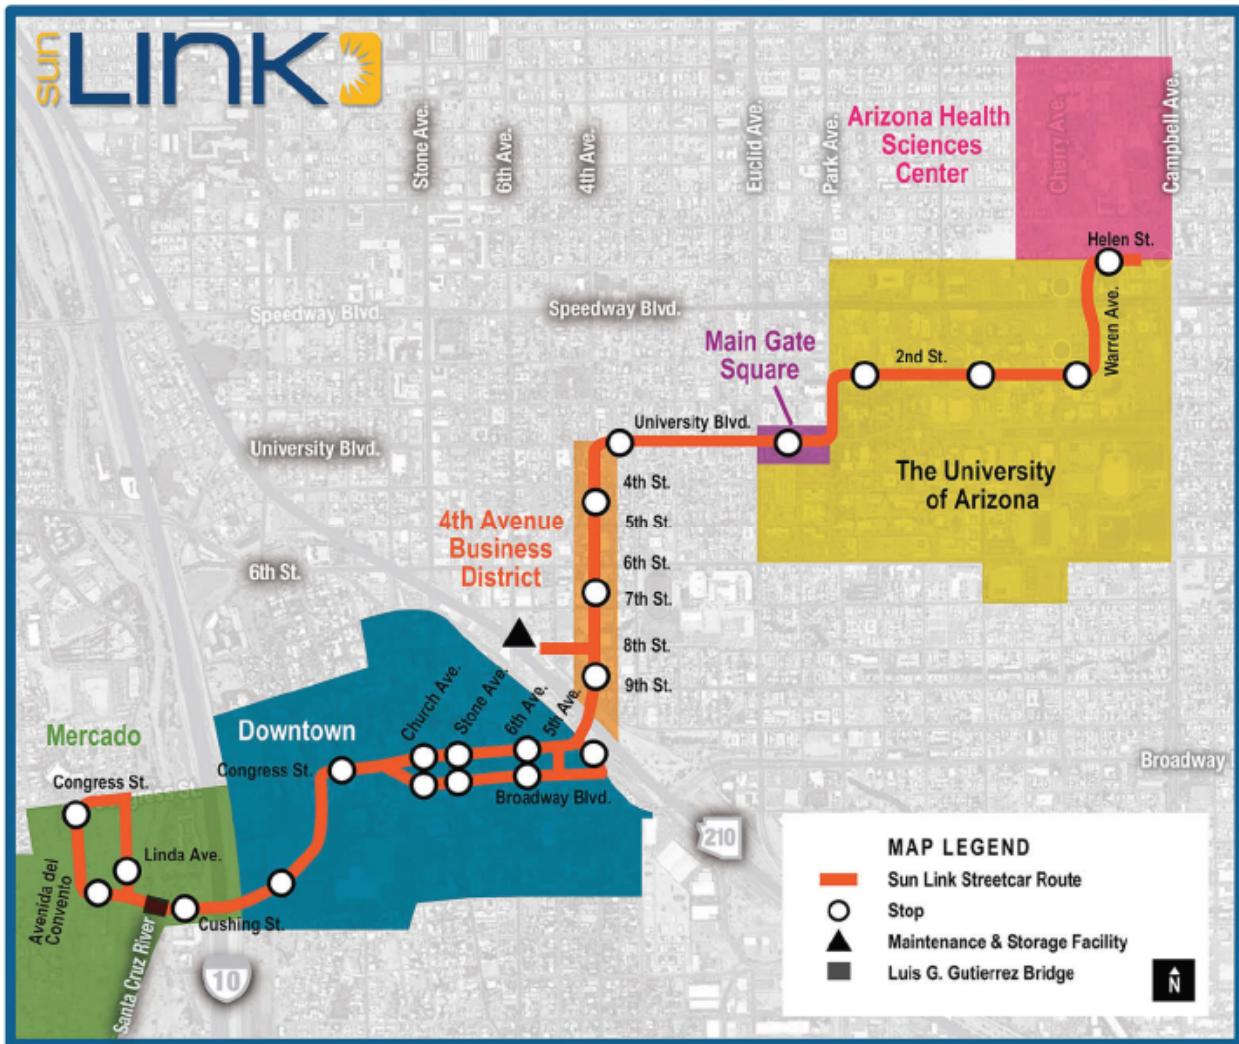 sun LINK
Stone Ave.
6th Ave.
4th Ave.
Euclid Ave.
Park Ave.
Cherry Ave.
Campbell Ave.
Arizona Health
Sciences
Center
Helen St.
Speedway Blvd.
Speedway Blvd.
Warren Ave.
Main Gate
Square
2nd St.
University Blvd.
University Blvd.
The University
of Arizona
4th St.
5th St.
6th St.
7th St.
8th St.
9th St.
4th Avenue
Business
District
6th St.
Church Ave.
Stone Ave.
6th Ave.
5th Ave.
Mercado
Downtown
Congress St.
Congress St.
Broadway Blvd.
Broadway
Linda Ave.
Avenida del
Convento
Santa Cruz River
Cushing St.
10
210
MAP LEGEND
Sun Link Streetcar Route
Stop
Maintenance & Storage Facility
Luis G. Gutierrez Bridge
N